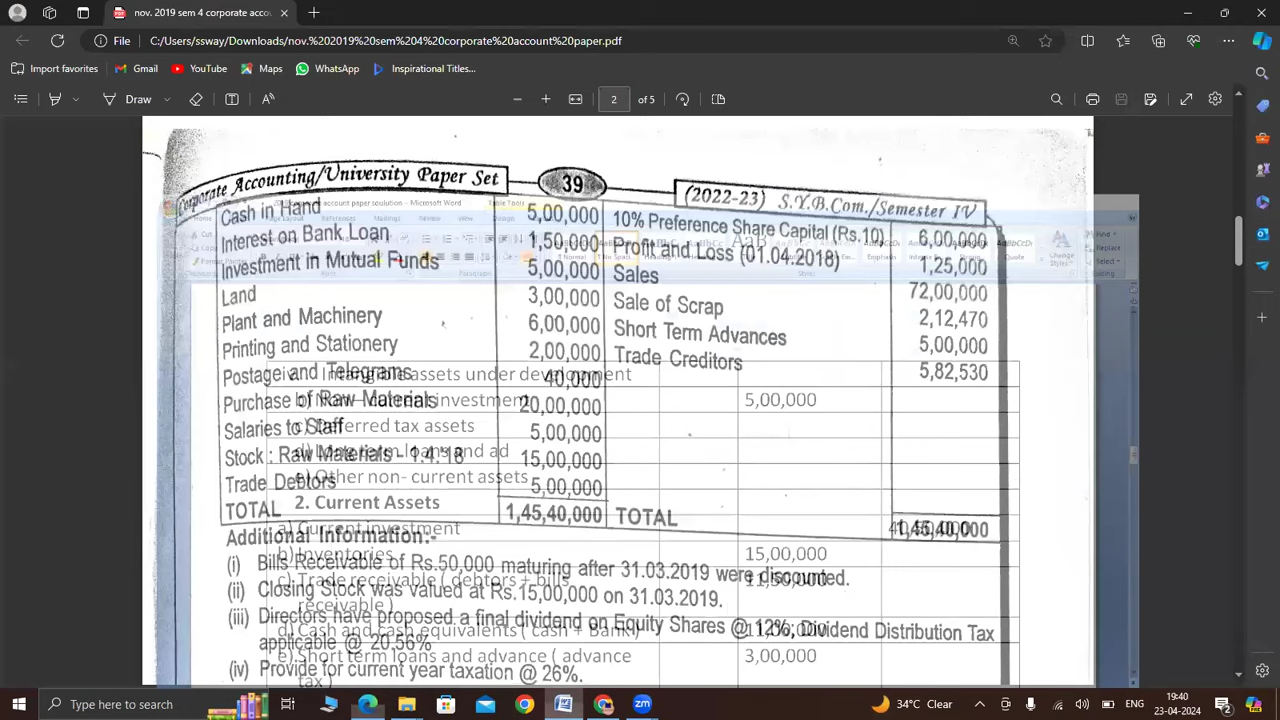 nov. 2019 sem 4 corporate accou
File C:/Users/ssway/Downloads/nov.%202019%20sem%204%20corporate%20account%20paper.pdf
Import favorites Gmail YouTube Maps WhatsApp Inspirational Titles...
Draw 2 of 5
Corporate Accounting/University Paper Set 39 (2022-23) S.Y.B.Com./Semester IV
Cash in Hand 5,00,000 10% Preference Share Capital (Rs.10) 6,00,000
Interest on Bank Loan 1,50,000 Profit and Loss (01.04.2018) 1,25,000
Investment in Mutual Funds 5,00,000 Sales 72,00,000
Land 3,00,000 Sale of Scrap 2,12,470
Plant and Machinery 6,00,000 Short Term Advances 5,00,000
Printing and Stationery 2,00,000 Trade Creditors 5,82,530
Postage and Telegrams 40,000
Purchase of Raw Materials 20,00,000
Salaries to Staff 5,00,000
Stock : Raw Materials - 1.4.'18 15,00,000
Trade Debtors 5,00,000
TOTAL 1,45,40,000 TOTAL 1,45,40,000
Additional Information:-
(i) Bills Receivable of Rs.50,000 maturing after 31.03.2019 were discounted.
(ii) Closing Stock was valued at Rs.15,00,000 on 31.03.2019.
(iii) Directors have proposed a final dividend on Equity Shares @ 12%; Dividend Distribution Tax
applicable @ 20.56%
(iv) Provide for current year taxation @ 26%.
account paper soulution - Microsoft Word Table Tools
iv. Intangible assets under development
b) Non - current investment 5,00,000
c) Deferred tax assets
d) Long term loans and ad
e) Other non- current assets
2. Current Assets
a) Current investment
b) Inventories 15,00,000
c) Trade receivable ( debtors + bills 11,50,000
receivable )
d) Cash and cash equivalents ( cash + Bank )
e) Short term loans and advance ( advance 3,00,000
tax )
Type here to search 34°C Clear ENG 19:40
23-04-2024